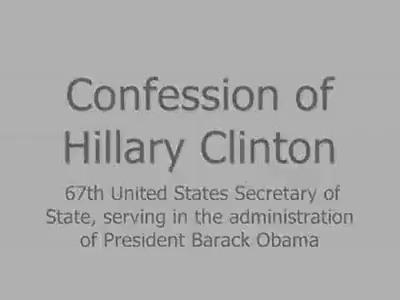 Confession of
Hillary Clinton
67th United States Secretary of
State, serving in the administration
of President Barack Obama